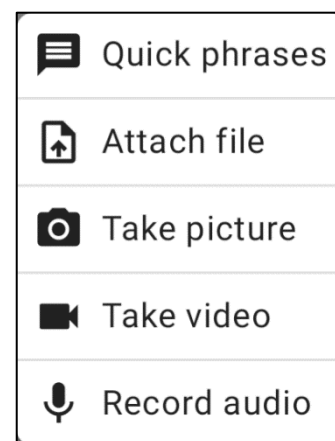 Quick phrases
Attach file
Take picture
Take video
Record audio